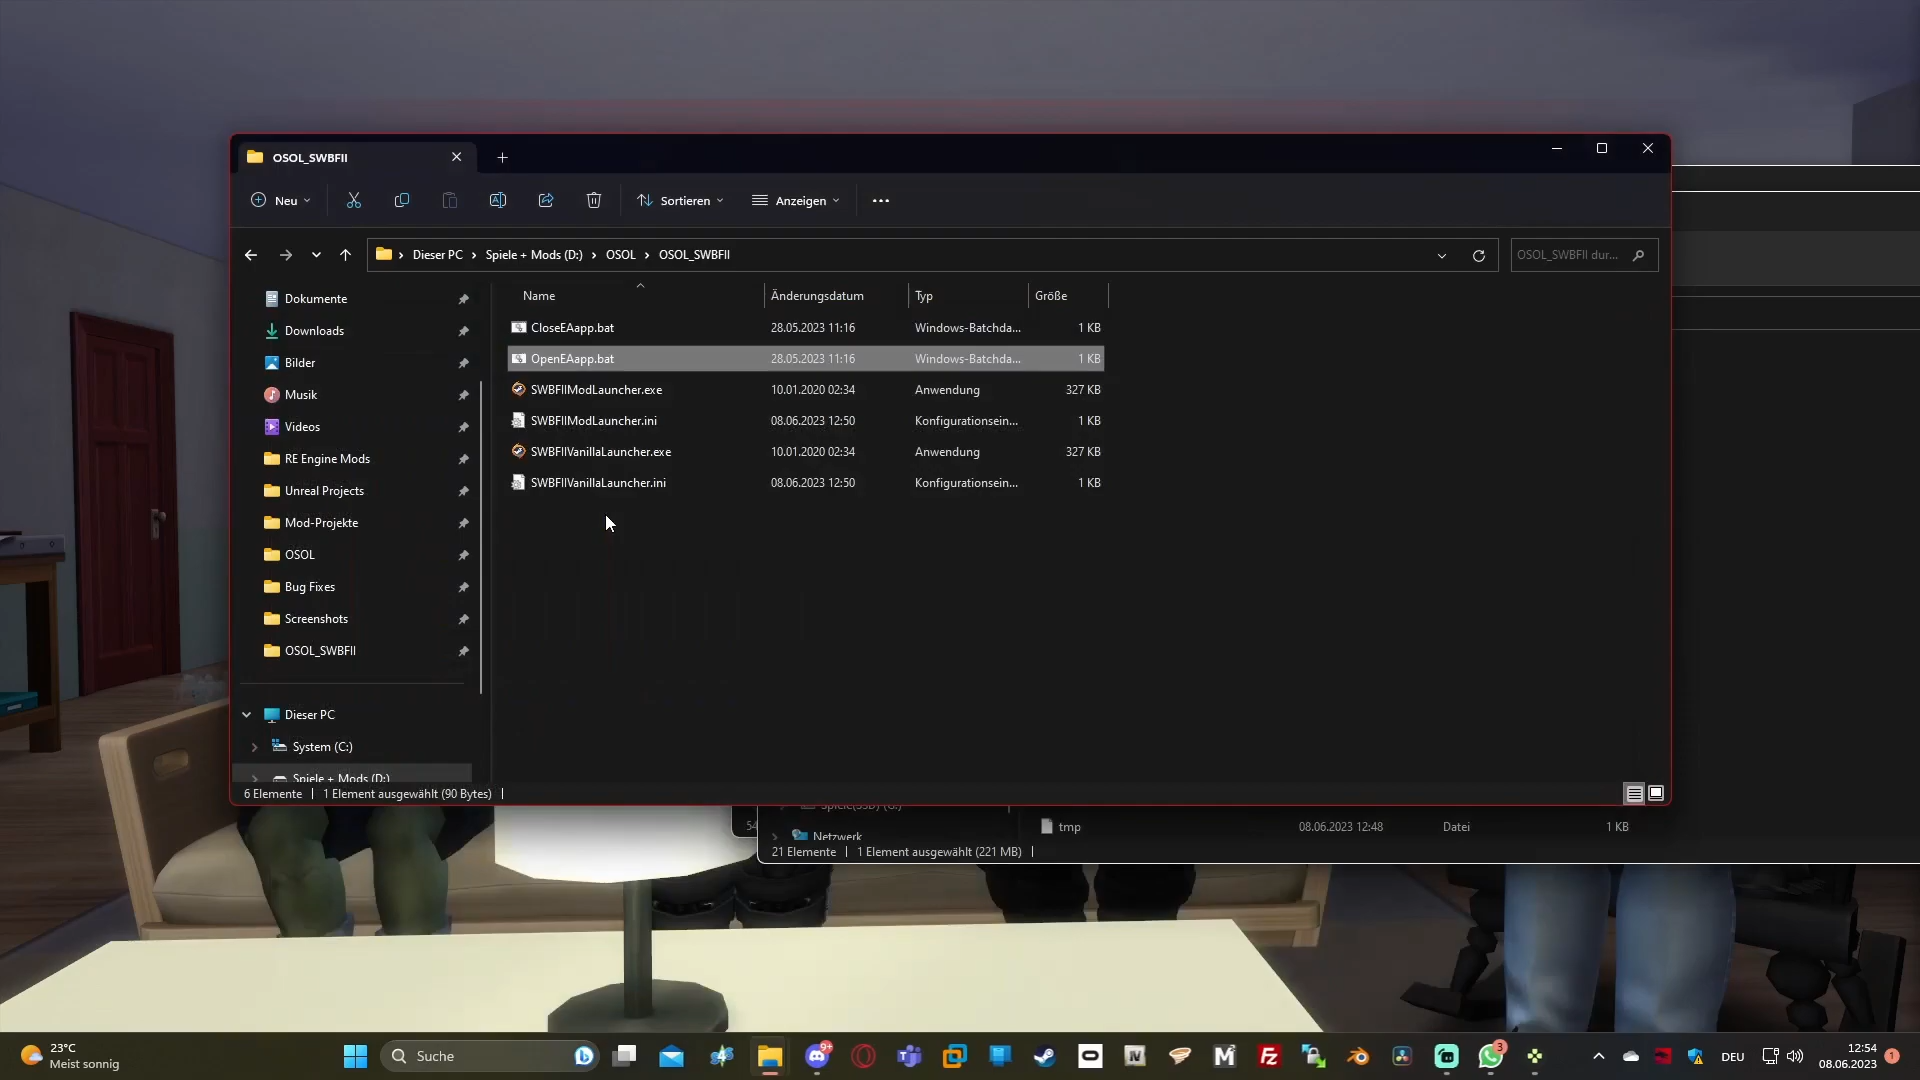 OSOL_SWBFII
Neu
Sortieren
Anzeigen
Dieser PC
Spiele + Mods (D:)
OSOL
OSOL_SWBFII
OSOL_SWBFII dur...
Dokumente
Downloads
Bilder
Musik
Videos
RE Engine Mods
Unreal Projects
Mod-Projekte
OSOL
Bug Fixes
Screenshots
OSOL_SWBFII
Dieser PC
System (C:)
Spiele + Mods (D:)
Name Änderungsdatum Typ Größe
CloseEAapp.bat 28.05.2023 11:16 Windows-Batchda... 1 KB
OpenEAapp.bat 28.05.2023 11:16 Windows-Batchda... 1 KB
SWBFIIModLauncher.exe 10.01.2020 02:34 Anwendung 327 KB
SWBFIIModLauncher.ini 08.06.2023 12:50 Konfigurationsein... 1 KB
SWBFIIVanillaLauncher.exe 10.01.2020 02:34 Anwendung 327 KB
SWBFIIVanillaLauncher.ini 08.06.2023 12:50 Konfigurationsein... 1 KB
6 Elemente 1 Element ausgewählt (90 Bytes)
Netzwerk
tmp 08.06.2023 12:48 Datei 1 KB
21 Elemente 1 Element ausgewählt (221 MB)
23°C
Meist sonnig
Suche
9+
3
DEU
12:54
08.06.2023
1